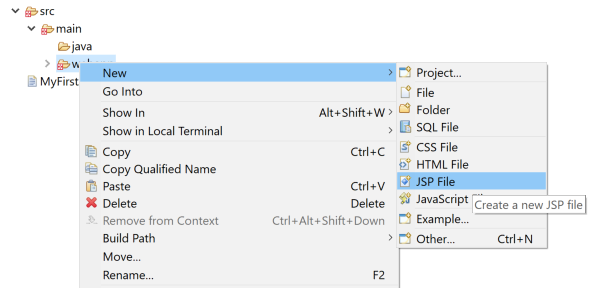 src
main
java
MyFirst
New
Go Into
Show In Alt+Shift+W
Show in Local Terminal
Copy Ctrl+C
Copy Qualified Name
Paste Ctrl+V
Delete Delete
Remove from Context Ctrl+Alt+Shift+Down
Build Path
Move...
Rename... F2
Project...
File
Folder
SQL File
CSS File
HTML File
JSP File
JavaScript
Create a new JSP file
Example...
Other... Ctrl+N